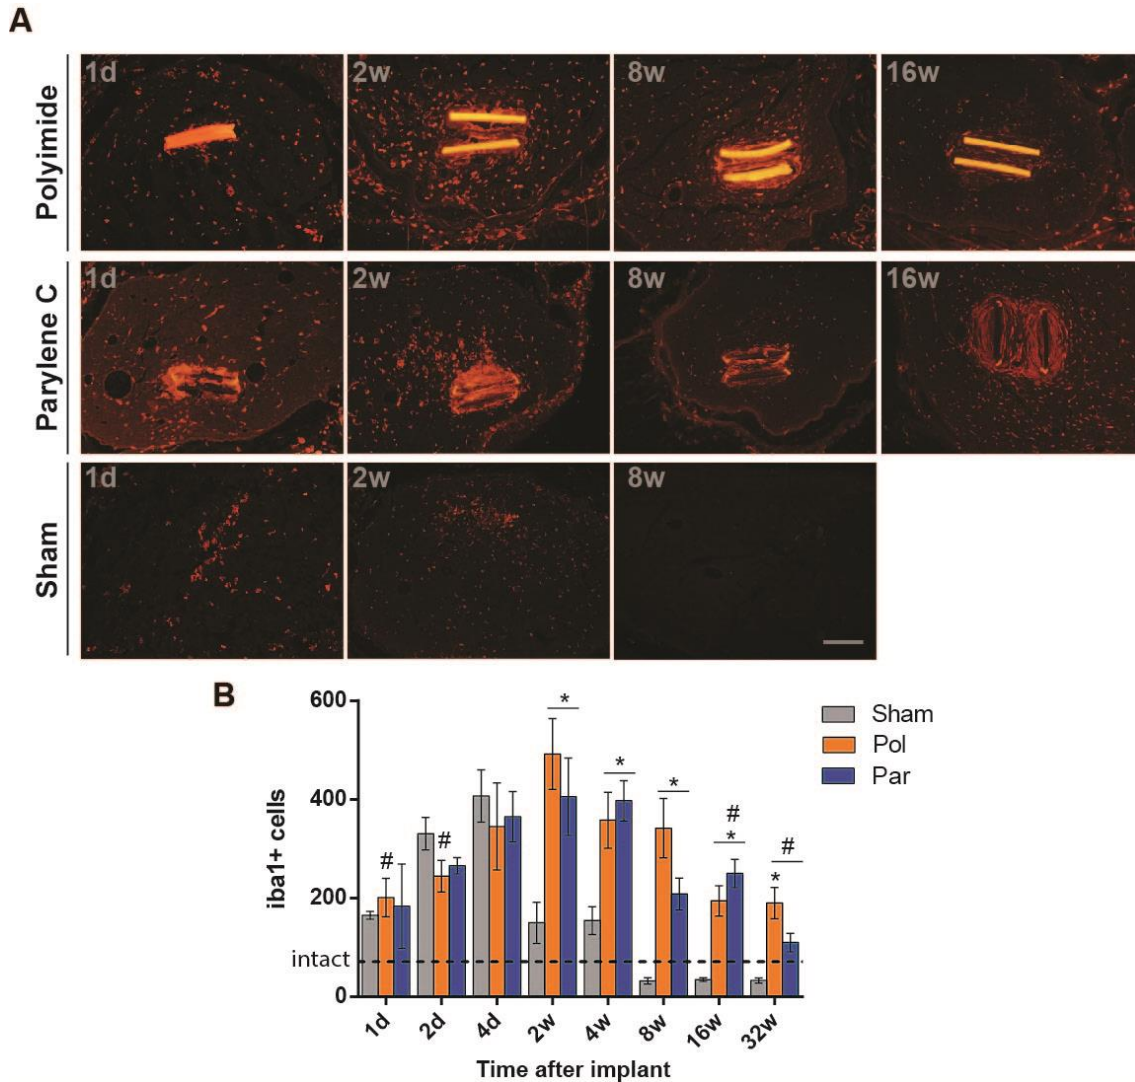 A
Polyimide
1d
2w
8w
16w
Parylene C
1d
2w
8w
16w
Sham
1d
2w
8w
B
iba1+ cells
600
400
200
0
intact
#
#
*
*
*
#
*
#
*
1d
2d
4d
2w
4w
8w
16w
32w
Time after implant
Sham
Pol
Par